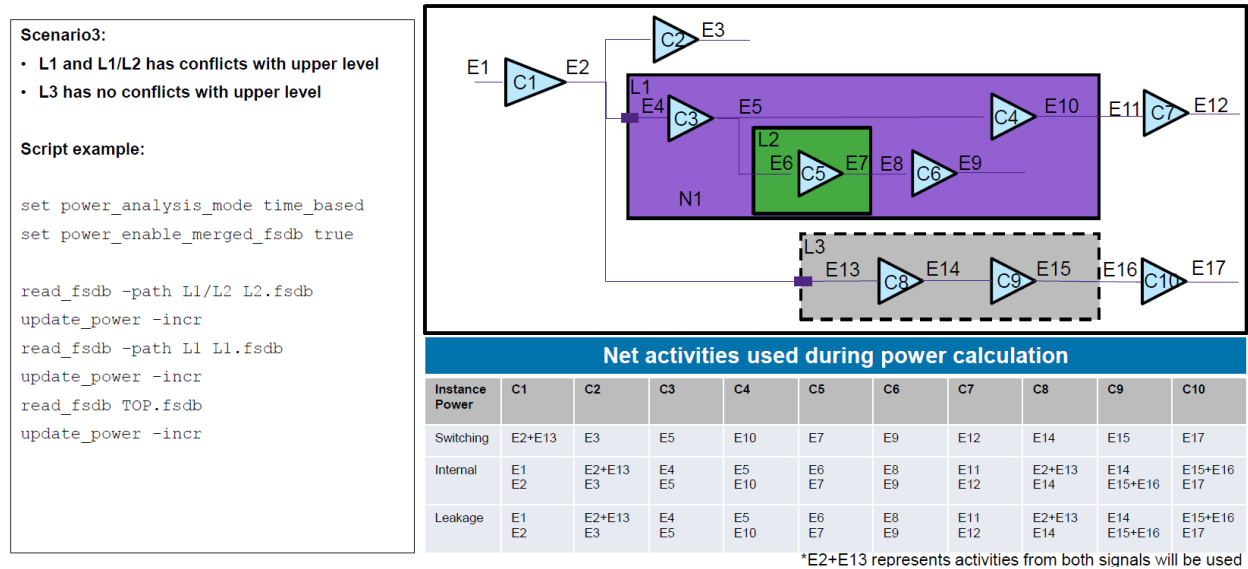 Scenario3:
• L1 and L1/L2 has conflicts with upper level
• L3 has no conflicts with upper level
Script example:
set power_analysis_mode time_based
set power_enable_merged_fsdb true
read_fsdb -path L1/L2 L2.fsdb
update_power -incr
read_fsdb -path L1 L1.fsdb
update_power -incr
read_fsdb TOP.fsdb
update_power -incr
E1 C1 E2 C2 E3
L1 E4 C3 E5 C4 E10 E11 C7 E12
L2 E6 C5 E7 E8 C6 E9
N1
L3 E13 C8 E14 C9 E15 E16 C10 E17
Net activities used during power calculation
Instance Power C1 C2 C3 C4 C5 C6 C7 C8 C9 C10
Switching E2+E13 E3 E5 E10 E7 E9 E12 E14 E15 E17
Internal E1 E2+E13 E4 E5 E6 E8 E11 E2+E13 E14 E15+E16
E2 E3 E5 E10 E7 E9 E12 E14 E15+E16 E17
Leakage E1 E2+E13 E4 E5 E6 E8 E11 E2+E13 E14 E15+E16
E2 E3 E5 E10 E7 E9 E12 E14 E15+E16 E17
*E2+E13 represents activities from both signals will be used